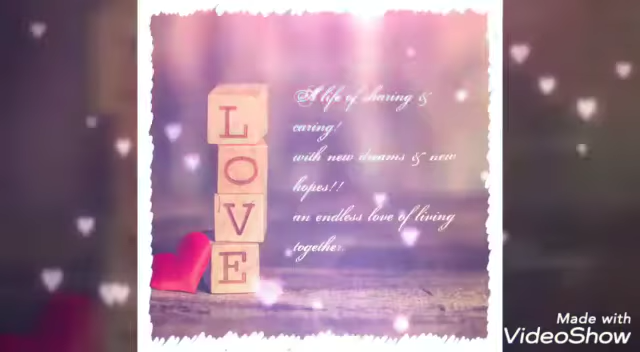 L
O
V
E
A life of sharing &
caring!
with new dreams & new
hopes!!
an endless love of living
together.
Made with
VideoShow